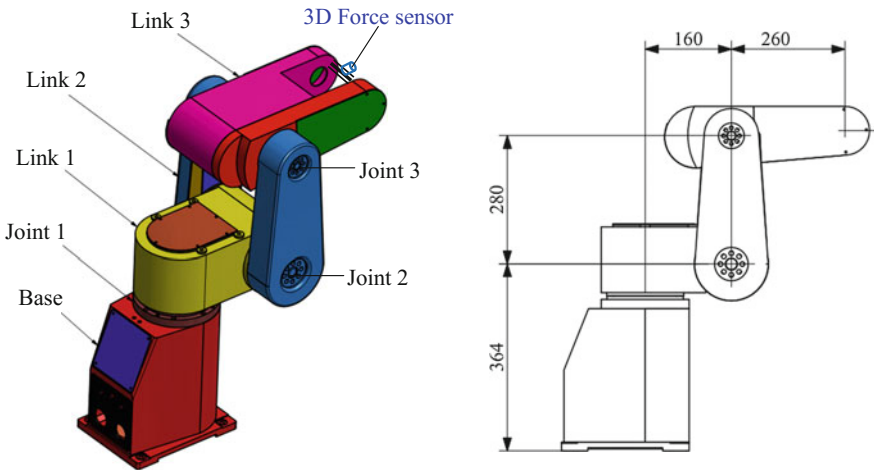 Link 3
3D Force sensor
Link 2
Link 1
Joint 1
Base
Joint 3
Joint 2
160
260
280
364